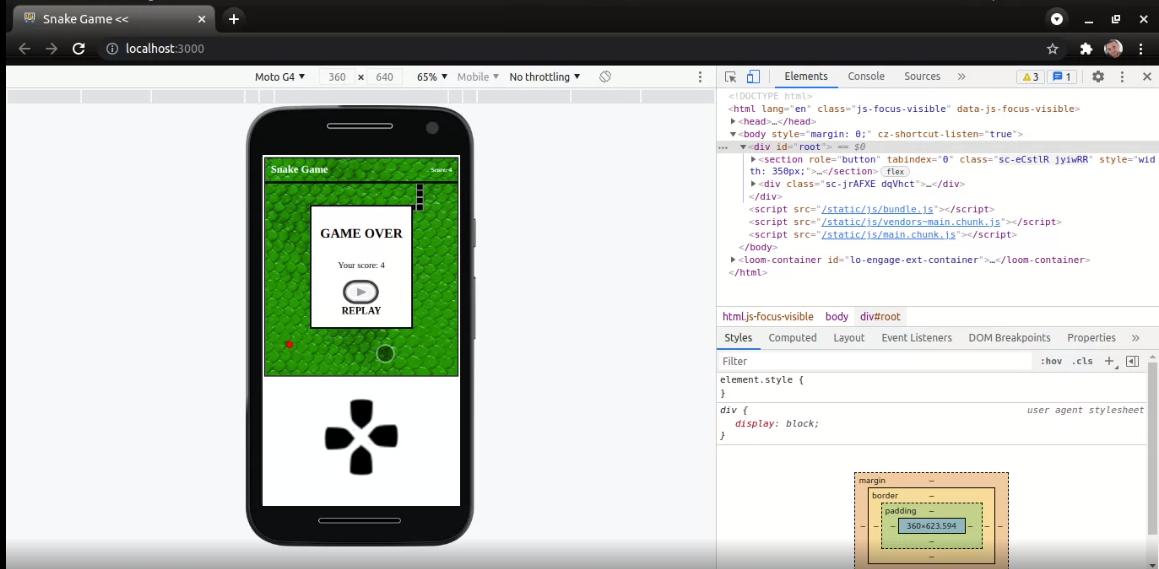 Snake Game <<
localhost:3000
Moto G4 ▼ 360 × 640 65% ▼ Mobile ▼ No throttling ▼
Snake Game
Score: 4
GAME OVER
Your score: 4
REPLAY
Elements Console Sources » 3 1
<!DOCTYPE html>
<html lang="en" class="js-focus-visible" data-js-focus-visible>
▶<head>…</head>
▼<body style="margin: 0;" cz-shortcut-listen="true">
… ▼<div id="root"> == $0
▶<section role="button" tabindex="0" class="sc-eCstlR jyiwRR" style="wid
th: 350px;">…</section> flex
▶<div class="sc-jrAFXE dqVhct">…</div>
</div>
<script src="/static/js/bundle.js"></script>
<script src="/static/js/vendors~main.chunk.js"></script>
<script src="/static/js/main.chunk.js"></script>
</body>
▶<loom-container id="lo-engage-ext-container">…</loom-container>
</html>
html.js-focus-visible body div#root
Styles Computed Layout Event Listeners DOM Breakpoints Properties »
Filter :hov .cls +
element.style {
}
div { user agent stylesheet
display: block;
}
margin –
border –
padding –
– – – 360×623.594 – – –
–
–